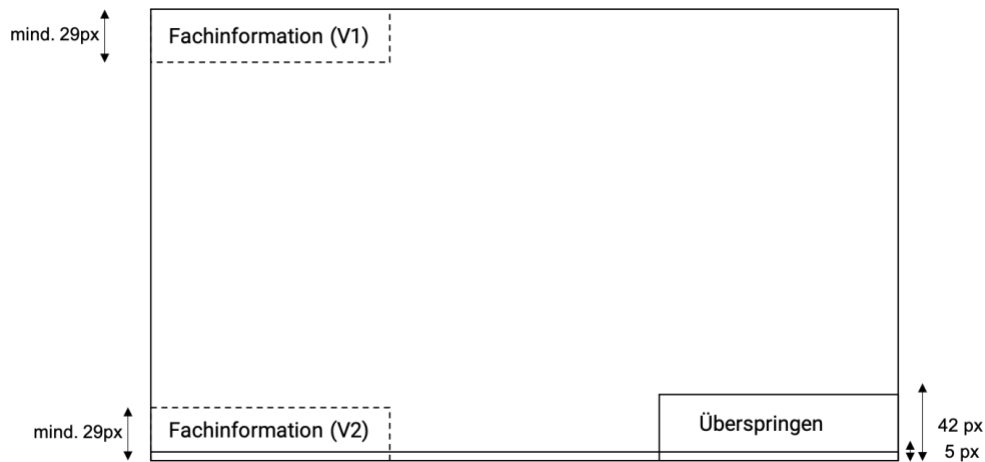 mind. 29px
Fachinformation (V1)
mind. 29px
Fachinformation (V2)
Überspringen
42 px
5 px